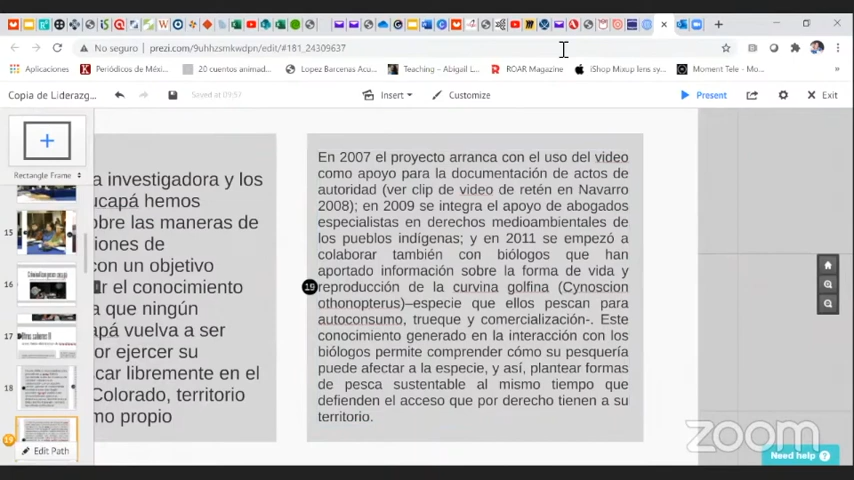 No seguro
prezi.com/9uhhzsmkwdpn/edit/#181_24309637
Aplicaciones
Periódicos de Méxi...
20 cuentos animad...
Lopez Barcenas Acu...
Teaching – Abigail L...
ROAR Magazine
iShop Mixup lens sy...
Moment Tele - Mo...
Copia de Líderazg...
Saved at 09:57
Insert
Customize
Present
Exit
Rectangle Frame
15
16
17
18
19
Edit Path
a investigadora y los
ucapá hemos
obre las maneras de
iones de
con un objetivo
r el conocimiento
a que ningún
apá vuelva a ser
or ejercer su
car libremente en el
Colorado, territorio
mo propio
19
En 2007 el proyecto arranca con el uso del video
como apoyo para la documentación de actos de
autoridad (ver clip de video de retén en Navarro
2008); en 2009 se integra el apoyo de abogados
especialistas en derechos medioambientales de
los pueblos indígenas; y en 2011 se empezó a
colaborar también con biólogos que han
aportado información sobre la forma de vida y
reproducción de la curvina golfina (Cynoscion
othonopterus)–especie que ellos pescan para
autoconsumo, trueque y comercialización-. Este
conocimiento generado en la interacción con los
biólogos permite comprender cómo su pesquería
puede afectar a la especie, y así, plantear formas
de pesca sustentable al mismo tiempo que
defienden el acceso que por derecho tienen a su
territorio.
zoom
Need help ?